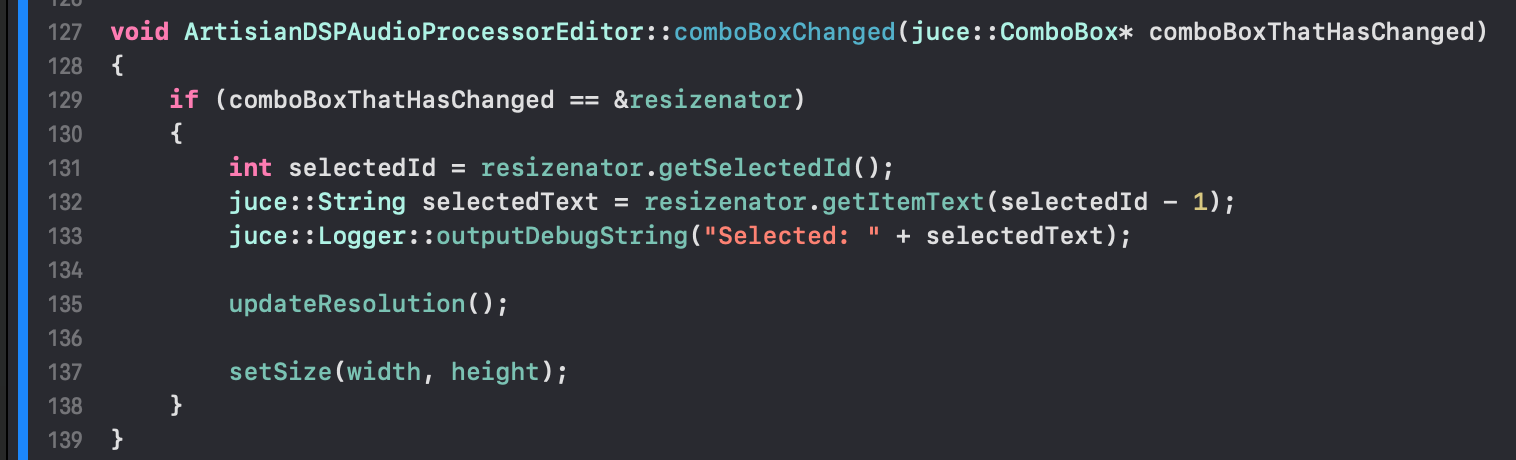 127 void ArtisianDSPAudioProcessorEditor::comboBoxChanged(juce::ComboBox* comboBoxThatHasChanged)
128 {
129     if (comboBoxThatHasChanged == &resizenator)
130     {
131         int selectedId = resizenator.getSelectedId();
132         juce::String selectedText = resizenator.getItemText(selectedId - 1);
133         juce::Logger::outputDebugString("Selected: " + selectedText);
134
135         updateResolution();
136
137         setSize(width, height);
138     }
139 }